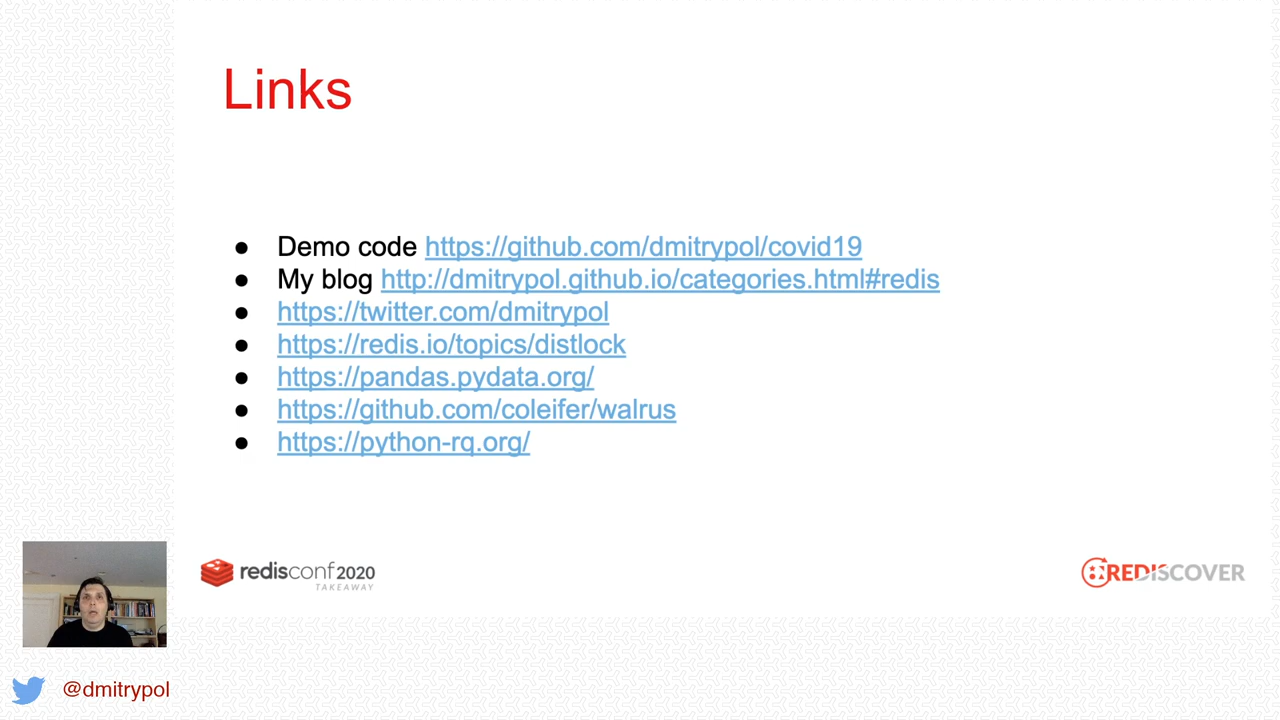 Links
● Demo code https://github.com/dmitrypol/covid19
● My blog http://dmitrypol.github.io/categories.html#redis
● https://twitter.com/dmitrypol
● https://redis.io/topics/distlock
● https://pandas.pydata.org/
● https://github.com/coleifer/walrus
● https://python-rq.org/
redisconf2020
TAKEAWAY
REDISCOVER
@dmitrypol